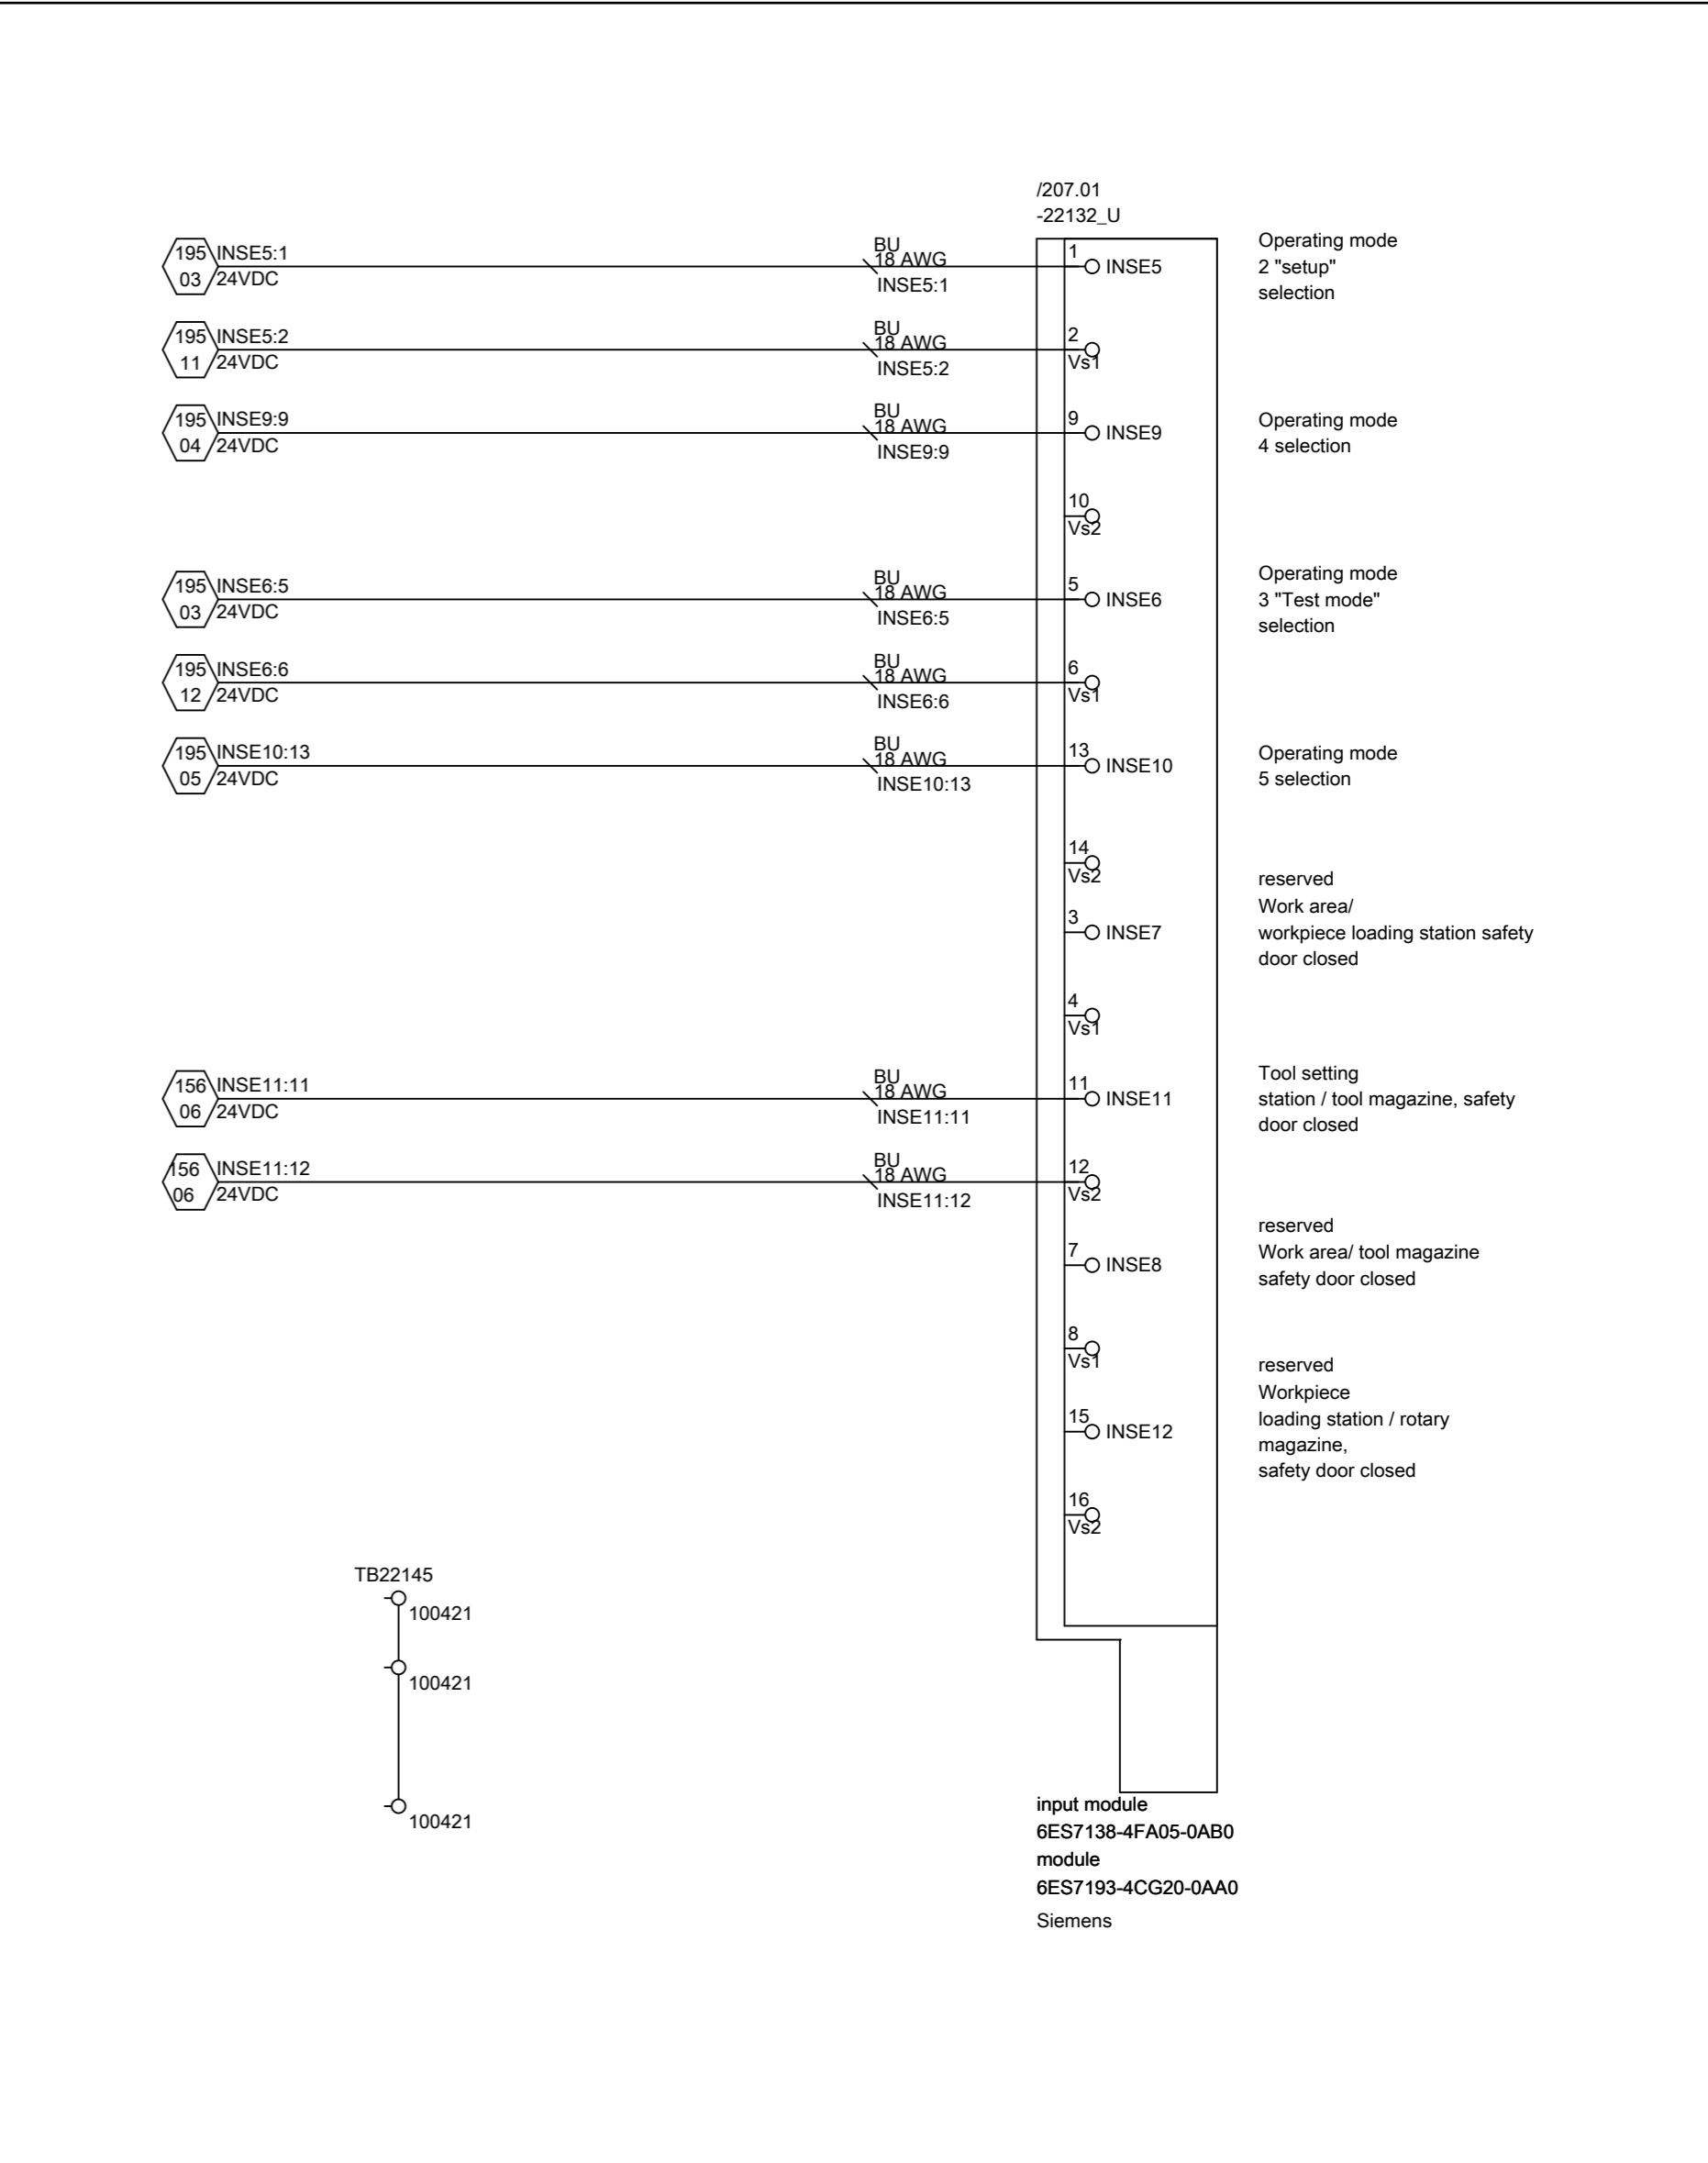 /207.01
-22132_U
195 INSE5:1
03 24VDC
BU
18 AWG
INSE5:1
1
INSE5
Operating mode
2 "setup"
selection
195 INSE5:2
11 24VDC
BU
18 AWG
INSE5:2
2
Vs1
195 INSE9:9
04 24VDC
BU
18 AWG
INSE9:9
9
INSE9
Operating mode
4 selection
10
Vs2
195 INSE6:5
03 24VDC
BU
18 AWG
INSE6:5
5
INSE6
Operating mode
3 "Test mode"
selection
195 INSE6:6
12 24VDC
BU
18 AWG
INSE6:6
6
Vs1
195 INSE10:13
05 24VDC
BU
18 AWG
INSE10:13
13
INSE10
Operating mode
5 selection
14
Vs2
3
INSE7
reserved
Work area/
workpiece loading station safety
door closed
4
Vs1
156 INSE11:11
06 24VDC
BU
18 AWG
INSE11:11
11
INSE11
Tool setting
station / tool magazine, safety
door closed
156 INSE11:12
06 24VDC
BU
18 AWG
INSE11:12
12
Vs2
7
INSE8
reserved
Work area/ tool magazine
safety door closed
8
Vs1
15
INSE12
reserved
Workpiece
loading station / rotary
magazine,
safety door closed
16
Vs2
TB22145
100421
100421
100421
input module
6ES7138-4FA05-0AB0
module
6ES7193-4CG20-0AA0
Siemens